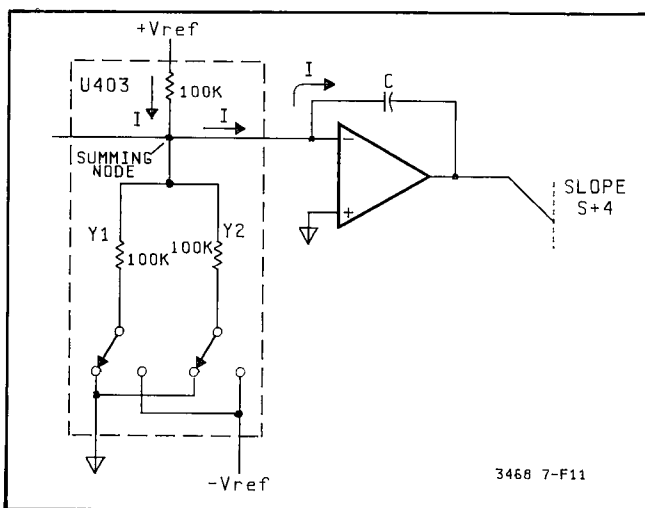 +Vref
U403
100K
I
I
I
C
SUMMING
NODE
−
+
SLOPE
S+4
Y1
Y2
100K
100K
-Vref
3468 7-F11